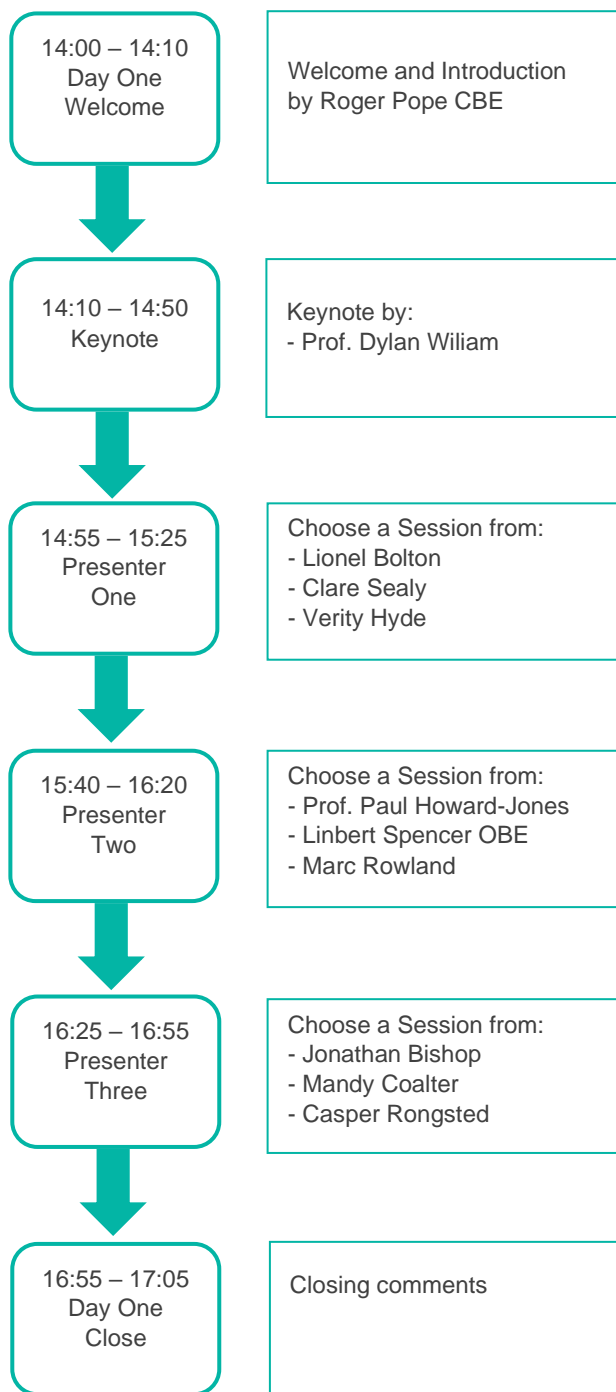 14:00 – 14:10
Day One
Welcome
Welcome and Introduction
by Roger Pope CBE
14:10 – 14:50
Keynote
Keynote by:
- Prof. Dylan Wiliam
14:55 – 15:25
Presenter
One
Choose a Session from:
- Lionel Bolton
- Clare Sealy
- Verity Hyde
15:40 – 16:20
Presenter
Two
Choose a Session from:
- Prof. Paul Howard-Jones
- Linbert Spencer OBE
- Marc Rowland
16:25 – 16:55
Presenter
Three
Choose a Session from:
- Jonathan Bishop
- Mandy Coalter
- Casper Rongsted
16:55 – 17:05
Day One
Close
Closing comments